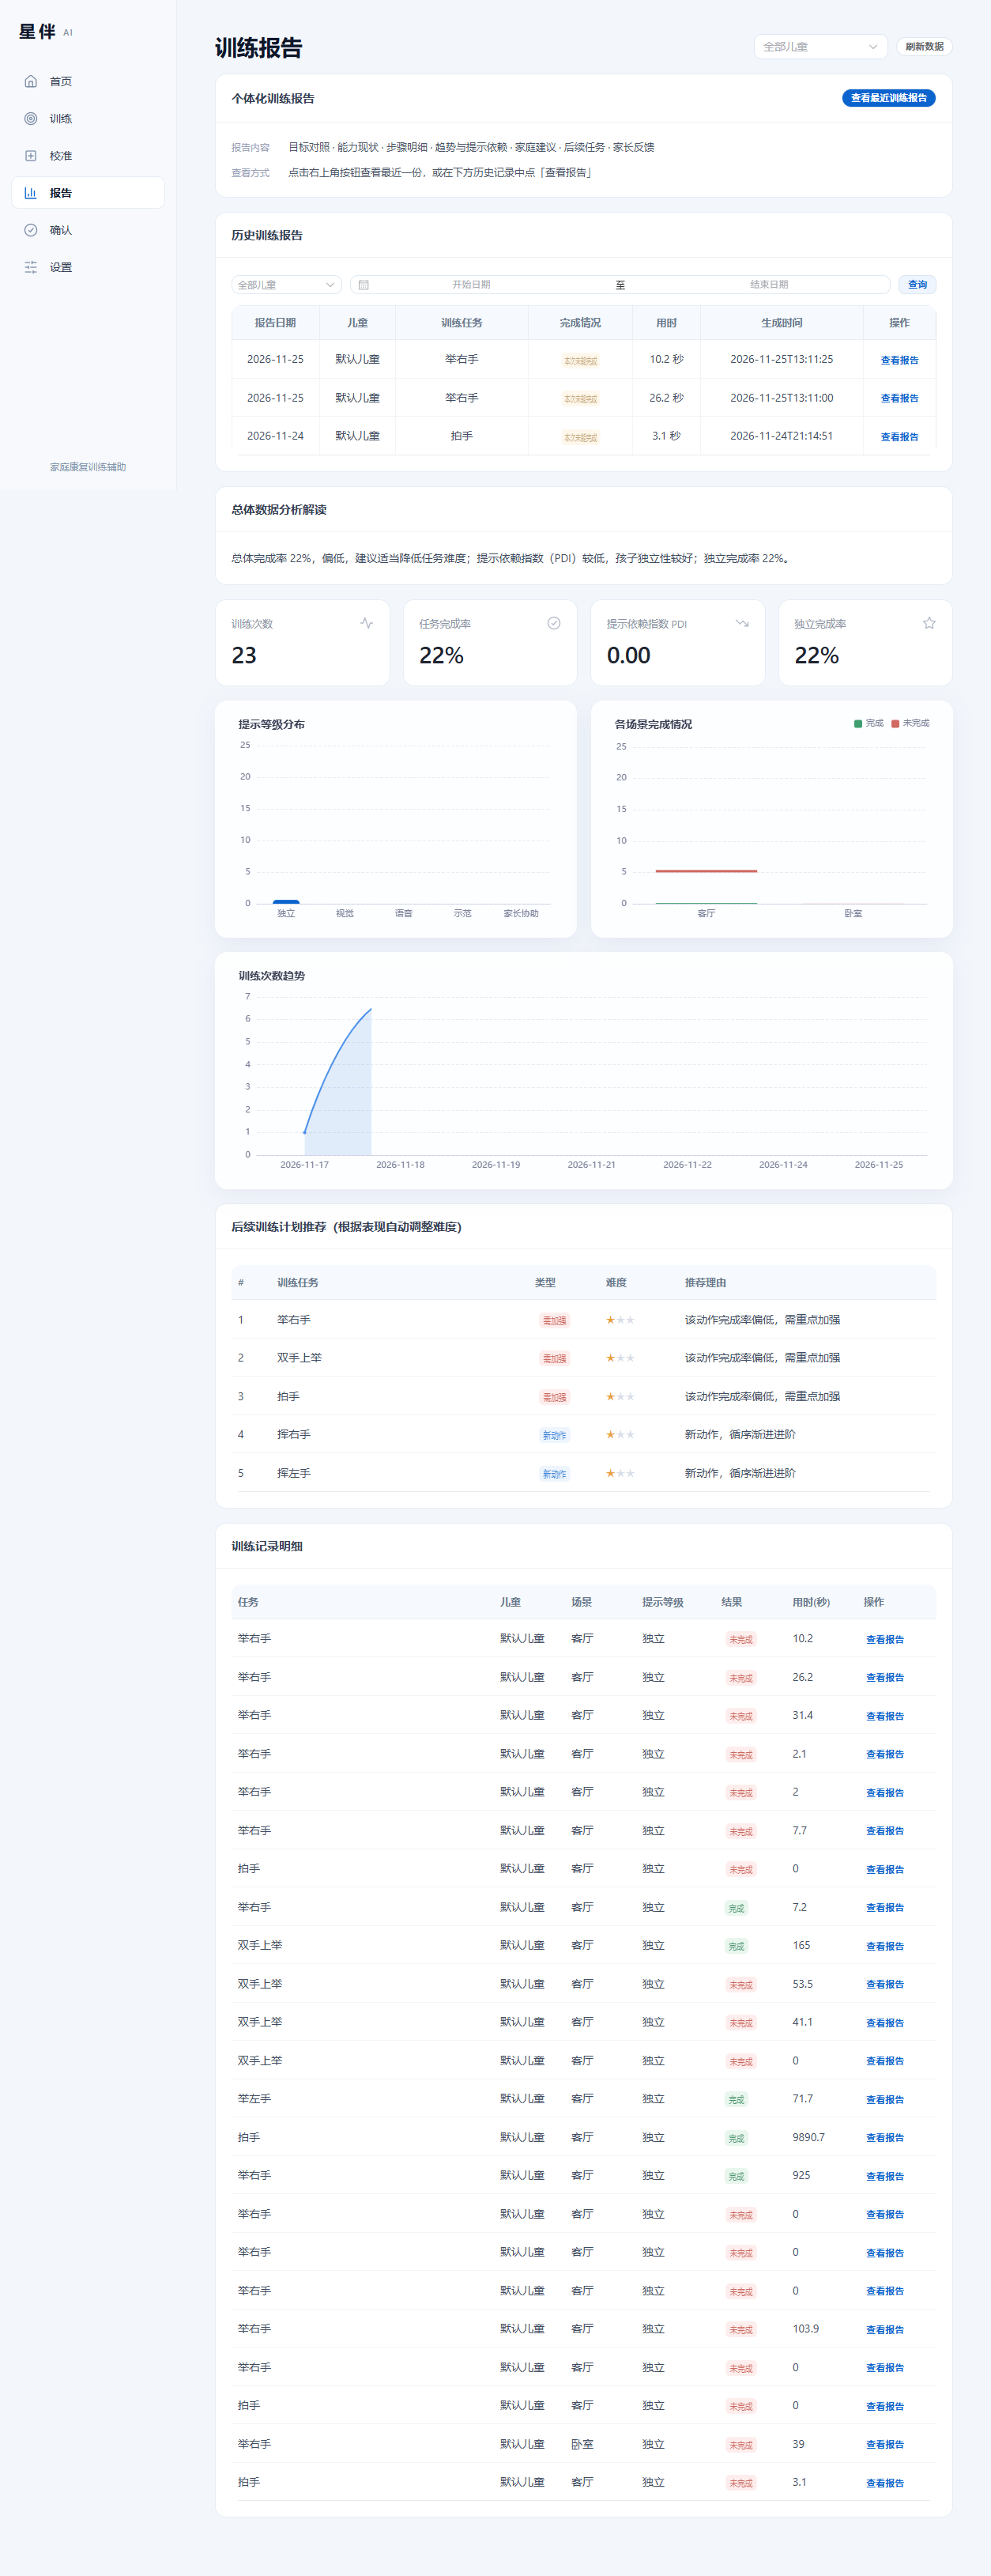 星伴 AI
首页
训练
校准
报告
确认
设置
家庭康复训练辅助
训练报告
全部儿童
刷新数据
个体化训练报告
查看最近训练报告
报告内容 目标对照 · 能力现状 · 步骤明细 · 趋势与提示依赖 · 家庭建议 · 后续任务 · 家长反馈
查看方式 点击右上角按钮查看最近一份，或在下方历史记录中点「查看报告」
历史训练报告
全部儿童 开始日期 至 结束日期 查询
报告日期 儿童 训练任务 完成情况 用时 生成时间 操作
2026-11-25 默认儿童 举右手 本次未能完成 10.2 秒 2026-11-25T13:11:25 查看报告
2026-11-25 默认儿童 举右手 本次未能完成 26.2 秒 2026-11-25T13:11:00 查看报告
2026-11-24 默认儿童 拍手 本次未能完成 3.1 秒 2026-11-24T21:14:51 查看报告
总体数据分析解读
总体完成率 22%，偏低，建议适当降低任务难度；提示依赖指数（PDI）较低，孩子独立性较好；独立完成率 22%。
训练次数
23
任务完成率
22%
提示依赖指数 PDI
0.00
独立完成率
22%
提示等级分布
25
20
15
10
5
0
独立 视觉 语音 示范 家长协助
各场景完成情况
完成 未完成
25
20
15
10
5
0
客厅 卧室
训练次数趋势
7
6
5
4
3
2
1
0
2026-11-17 2026-11-18 2026-11-19 2026-11-21 2026-11-22 2026-11-24 2026-11-25
后续训练计划推荐（根据表现自动调整难度）
# 训练任务 类型 难度 推荐理由
1 举右手 需加强 ★★★ 该动作完成率偏低，需重点加强
2 双手上举 需加强 ★★★ 该动作完成率偏低，需重点加强
3 拍手 需加强 ★★★ 该动作完成率偏低，需重点加强
4 挥右手 新动作 ★★★ 新动作，循序渐进进阶
5 挥左手 新动作 ★★★ 新动作，循序渐进进阶
训练记录明细
任务 儿童 场景 提示等级 结果 用时(秒) 操作
举右手 默认儿童 客厅 独立 未完成 10.2 查看报告
举右手 默认儿童 客厅 独立 未完成 26.2 查看报告
举右手 默认儿童 客厅 独立 未完成 31.4 查看报告
举右手 默认儿童 客厅 独立 未完成 2.1 查看报告
举右手 默认儿童 客厅 独立 未完成 2 查看报告
举右手 默认儿童 客厅 独立 未完成 7.7 查看报告
拍手 默认儿童 客厅 独立 未完成 0 查看报告
举右手 默认儿童 客厅 独立 完成 7.2 查看报告
双手上举 默认儿童 客厅 独立 完成 165 查看报告
双手上举 默认儿童 客厅 独立 未完成 53.5 查看报告
双手上举 默认儿童 客厅 独立 未完成 41.1 查看报告
双手上举 默认儿童 客厅 独立 未完成 0 查看报告
举左手 默认儿童 客厅 独立 完成 71.7 查看报告
拍手 默认儿童 客厅 独立 完成 9890.7 查看报告
举右手 默认儿童 客厅 独立 完成 925 查看报告
举右手 默认儿童 客厅 独立 未完成 0 查看报告
举右手 默认儿童 客厅 独立 未完成 0 查看报告
举右手 默认儿童 客厅 独立 未完成 0 查看报告
举右手 默认儿童 客厅 独立 未完成 103.9 查看报告
举右手 默认儿童 客厅 独立 未完成 0 查看报告
拍手 默认儿童 客厅 独立 未完成 0 查看报告
举右手 默认儿童 卧室 独立 未完成 39 查看报告
拍手 默认儿童 客厅 独立 未完成 3.1 查看报告